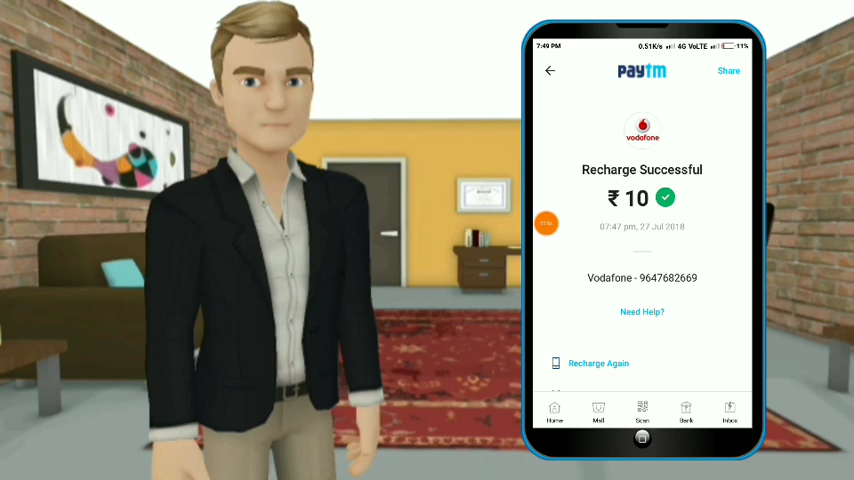 7:49 PM 0.51K/s 4G VoLTE 11%
paytm Share
vodafone
Recharge Successful
₹ 10
07:47 pm, 27 Jul 2018
Vodafone - 9647682669
Need Help?
Recharge Again
Home Mall Scan Bank Inbox